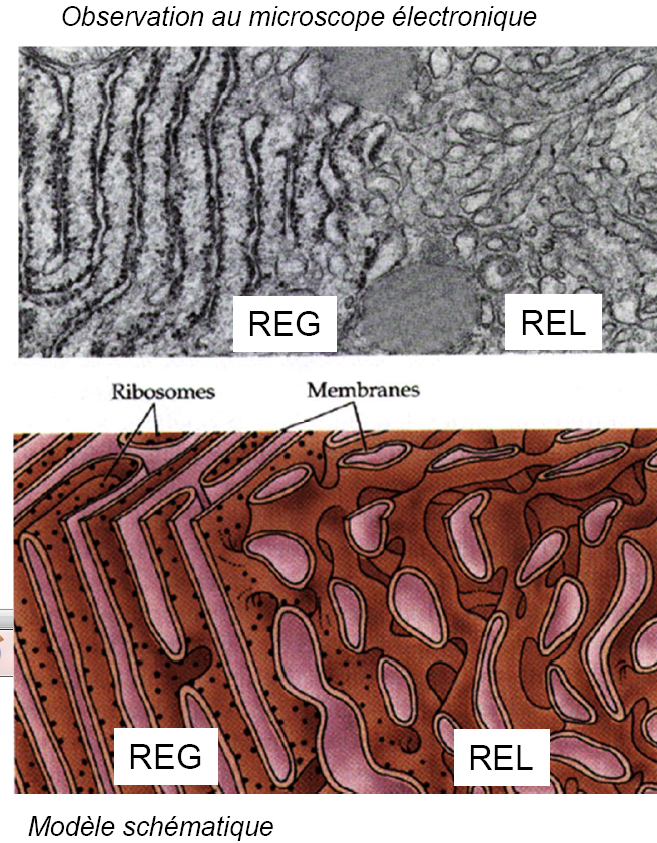 Observation au microscope électronique
REG
REL
Ribosomes
Membranes
REG
REL
Modèle schématique